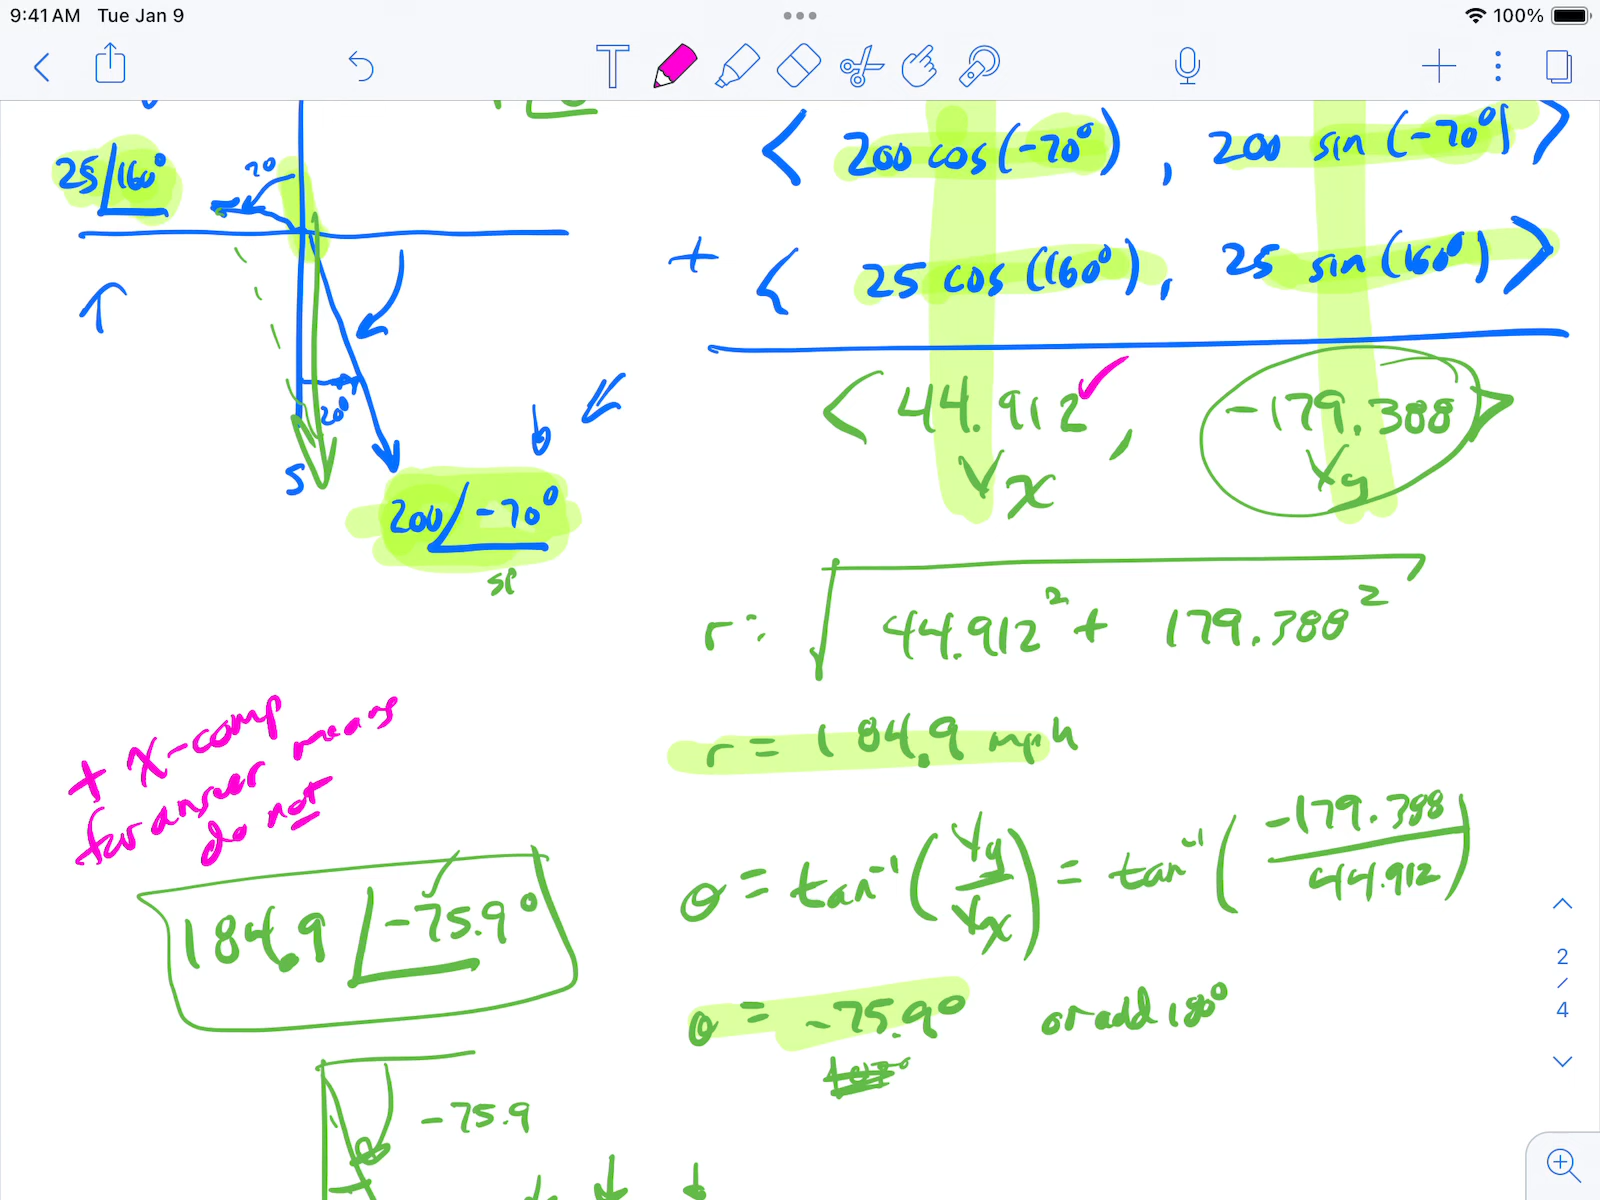 9:41 AM Tue Jan 9
100%
25∠160°
70
< 200 cos(-70°) , 200 sin(-70°) >
+ < 25 cos(160°), 25 sin(160°) >
20°
S
< 44.912 ✓, -179.388 >
Vx Vy
200∠-70°
r = √44.912² + 179.388²
r = 184.9 mph
+ X-comp
for answer means
do not
θ = tan⁻¹(Vy/Vx) = tan⁻¹(-179.388/44.912)
184.9∠-75.9°
θ = -75.9° or add 180°
-75.9
2
/
4